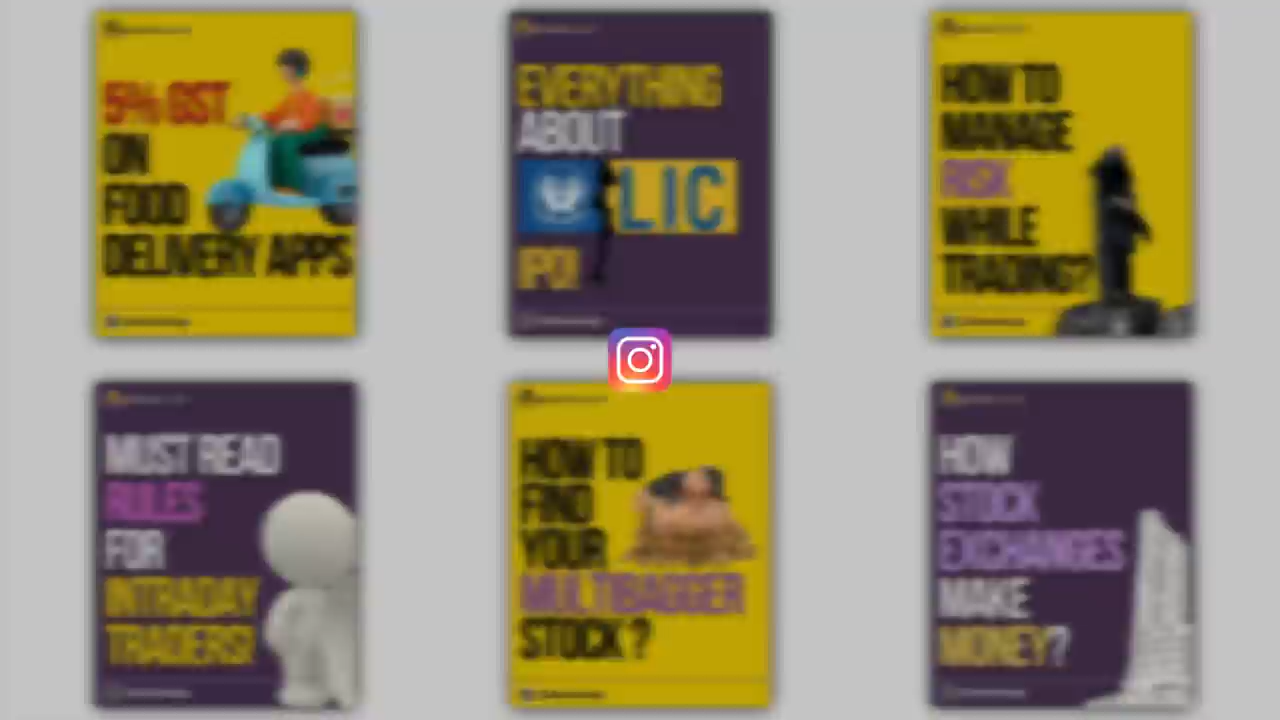 5% GST
ON
FOOD
DELIVERY APPS
EVERYTHING
ABOUT
LIC
IPO!
HOW TO
MANAGE
RISK
WHILE
TRADING?
MUST READ
RULES
FOR
INTRADAY
TRADERS!
HOW TO
FIND
YOUR
MULTIBAGGER
STOCK ?
HOW
STOCK
EXCHANGES
MAKE
MONEY?